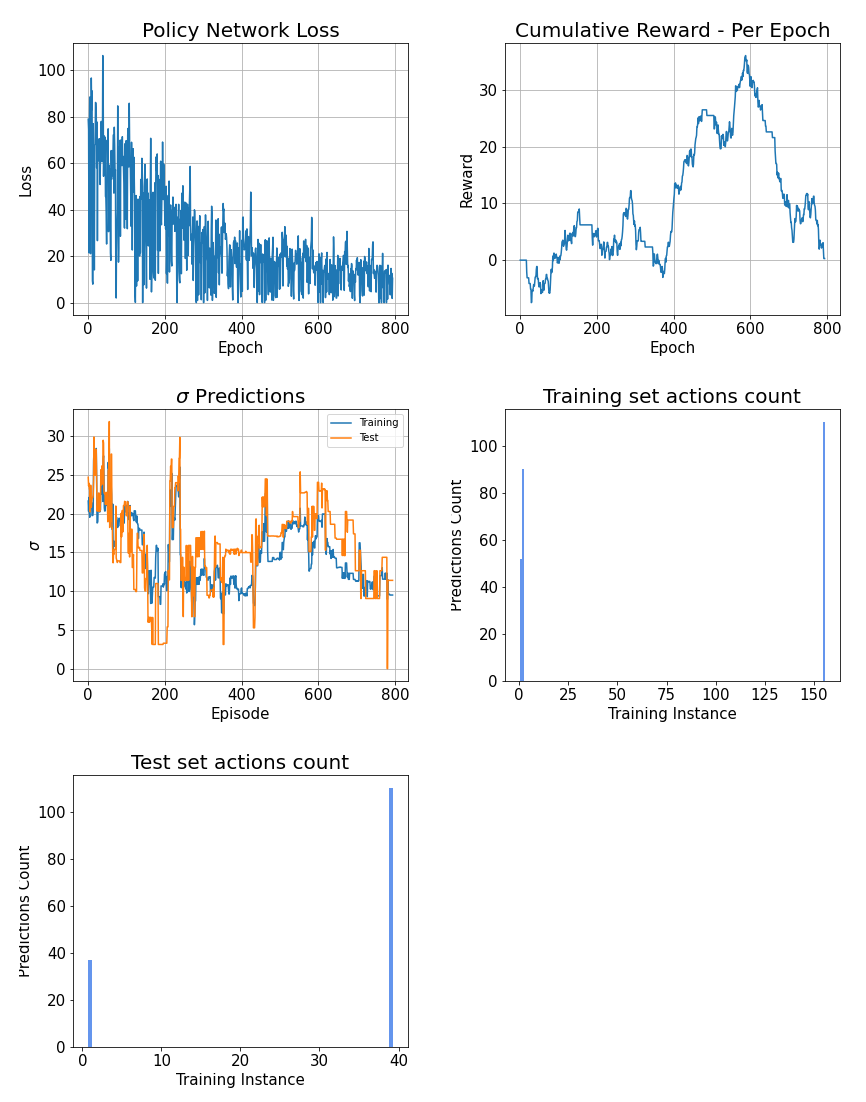 Policy Network Loss
Loss
100
80
60
40
20
0
0 200 400 600 800
Epoch
Cumulative Reward - Per Epoch
Reward
30
20
10
0
0 200 400 600 800
Epoch
σ Predictions
σ
30
25
20
15
10
5
0
Training
Test
0 200 400 600 800
Episode
Training set actions count
Predictions Count
100
80
60
40
20
0
0 25 50 75 100 125 150
Training Instance
Test set actions count
Predictions Count
100
80
60
40
20
0
0 10 20 30 40
Training Instance